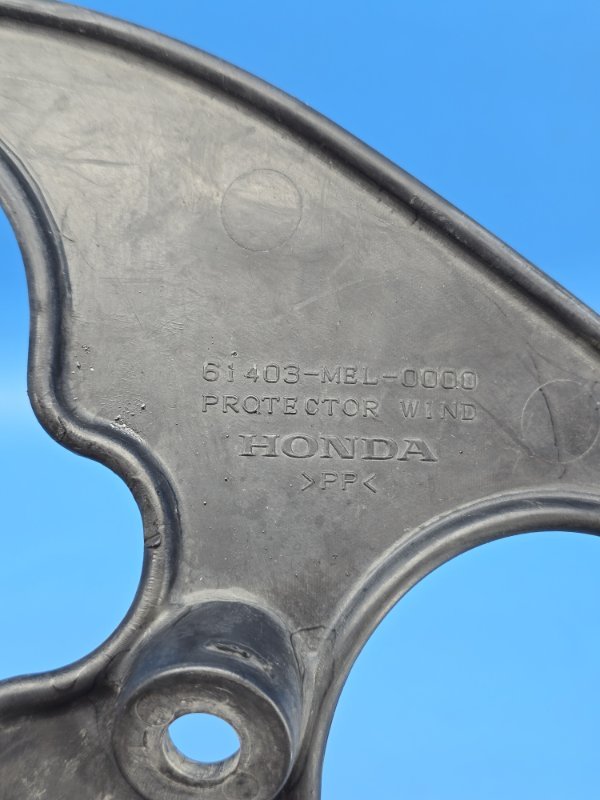 61403-MEL-0000
PROTECTOR WIND
HONDA
>PP<